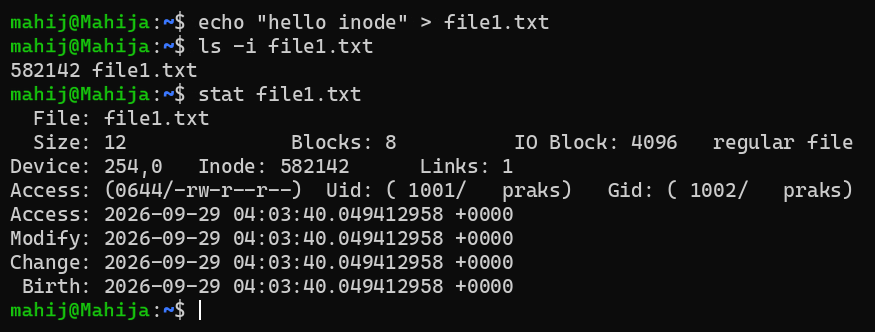 mahij@Mahija:~$ echo "hello inode" > file1.txt
mahij@Mahija:~$ ls -i file1.txt
582142 file1.txt
mahij@Mahija:~$ stat file1.txt
  File: file1.txt
  Size: 12              Blocks: 8          IO Block: 4096   regular file
Device: 254,0   Inode: 582142      Links: 1
Access: (0644/-rw-r--r--)  Uid: ( 1001/   praks)   Gid: ( 1002/   praks)
Access: 2026-09-29 04:03:40.049412958 +0000
Modify: 2026-09-29 04:03:40.049412958 +0000
Change: 2026-09-29 04:03:40.049412958 +0000
 Birth: 2026-09-29 04:03:40.049412958 +0000
mahij@Mahija:~$